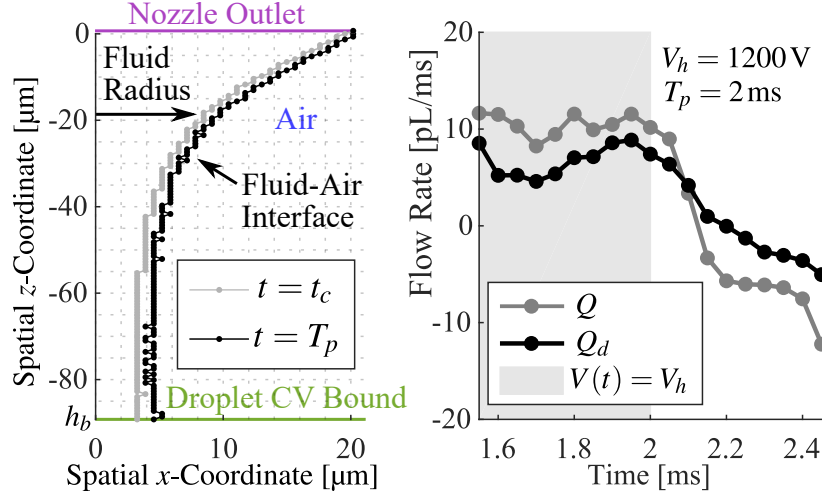 Nozzle Outlet
0
-20
-40
-60
-80
h_b
Spatial z-Coordinate [μm]
Fluid
Radius
Air
Fluid-Air
Interface
t = t_c
t = T_p
Droplet CV Bound
0
10
20
Spatial x-Coordinate [μm]
20
10
0
-10
-20
Flow Rate [pL/ms]
V_h = 1200 V
T_p = 2 ms
Q
Q_d
V(t) = V_h
1.6
1.8
2
2.2
2.4
Time [ms]